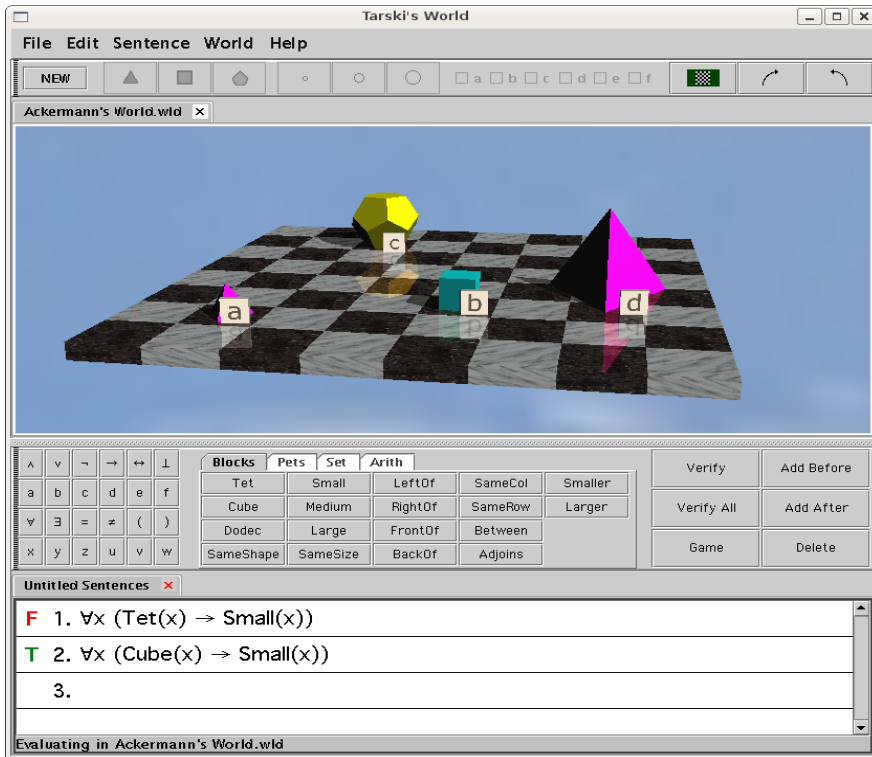 Tarski's World
File Edit Sentence World Help
NEW a b c d e f
Ackermann's World.wld x
c
a b d
∧ ∨ ¬ → ↔ ⊥
a b c d e f
∀ ∃ = ≠ ( )
x y z u v w
Blocks Pets Set Arith
Tet Small LeftOf SameCol Smaller
Cube Medium RightOf SameRow Larger
Dodec Large FrontOf Between
SameShape SameSize BackOf Adjoins
Verify Add Before
Verify All Add After
Game Delete
Untitled Sentences ×
F 1. ∀x (Tet(x) → Small(x))
T 2. ∀x (Cube(x) → Small(x))
3.
Evaluating in Ackermann's World.wld